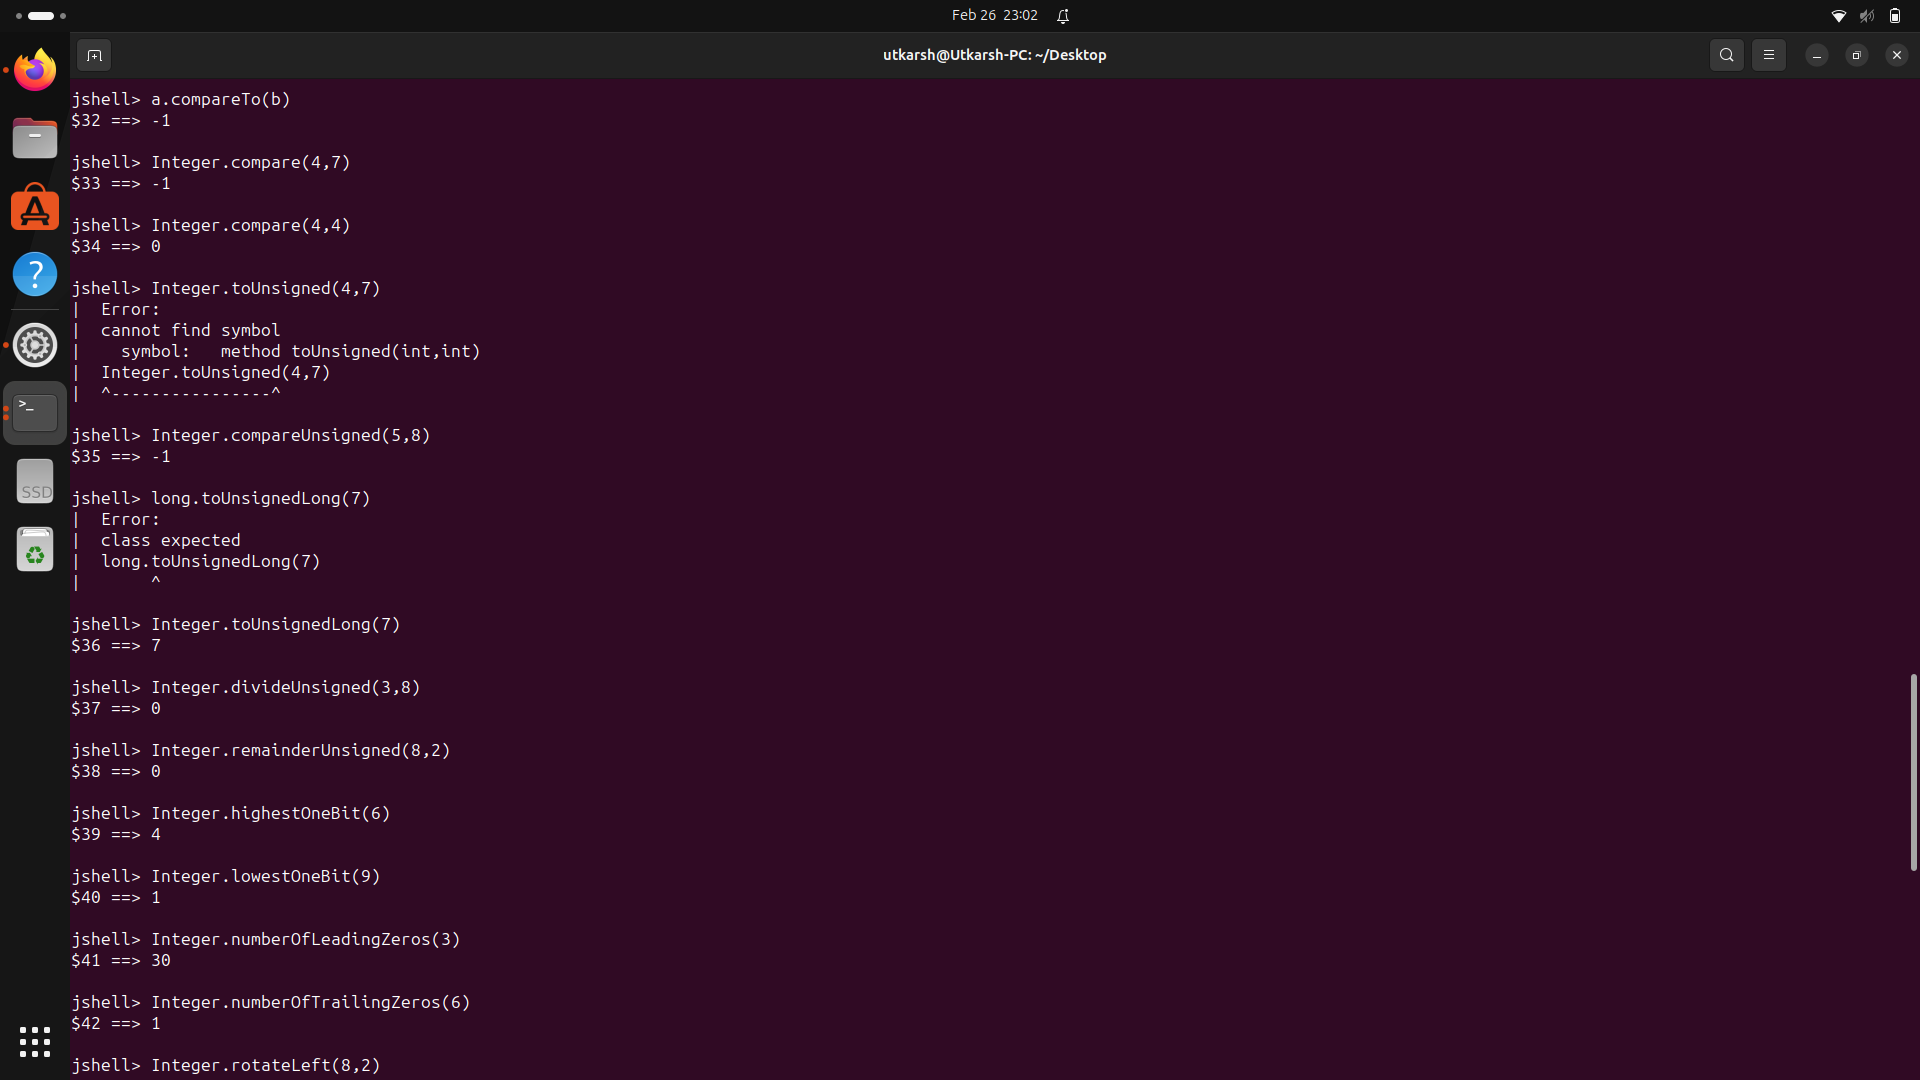 Feb 26 23:02
utkarsh@Utkarsh-PC: ~/Desktop
jshell> a.compareTo(b)
$32 ==> -1
jshell> Integer.compare(4,7)
$33 ==> -1
jshell> Integer.compare(4,4)
$34 ==> 0
jshell> Integer.toUnsigned(4,7)
|  Error:
|  cannot find symbol
|    symbol:   method toUnsigned(int,int)
|  Integer.toUnsigned(4,7)
|  ^----------------^
jshell> Integer.compareUnsigned(5,8)
$35 ==> -1
jshell> long.toUnsignedLong(7)
|  Error:
|  class expected
|  long.toUnsignedLong(7)
|       ^
jshell> Integer.toUnsignedLong(7)
$36 ==> 7
jshell> Integer.divideUnsigned(3,8)
$37 ==> 0
jshell> Integer.remainderUnsigned(8,2)
$38 ==> 0
jshell> Integer.highestOneBit(6)
$39 ==> 4
jshell> Integer.lowestOneBit(9)
$40 ==> 1
jshell> Integer.numberOfLeadingZeros(3)
$41 ==> 30
jshell> Integer.numberOfTrailingZeros(6)
$42 ==> 1
jshell> Integer.rotateLeft(8,2)
?
>_
SSD